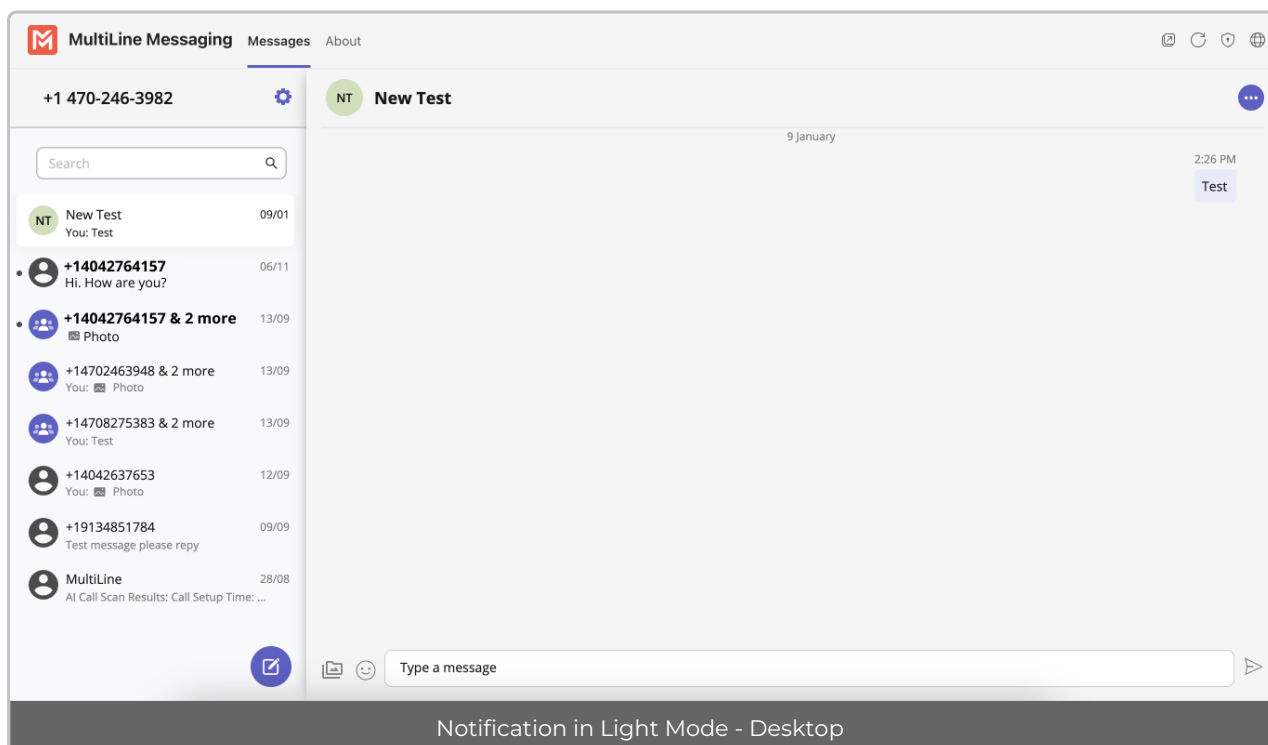 MultiLine Messaging Messages About
+1 470-246-3982
NT New Test
9 January
2:26 PM
Test
Search
NT New Test 09/01
You: Test
+14042764157 06/11
Hi. How are you?
+14042764157 & 2 more 13/09
Photo
+14702463948 & 2 more 13/09
You: Photo
+14708275383 & 2 more 13/09
You: Test
+14042637653 12/09
You: Photo
+19134851784 09/09
Test message please repy
MultiLine 28/08
AI Call Scan Results: Call Setup Time: ...
Type a message
Notification in Light Mode - Desktop